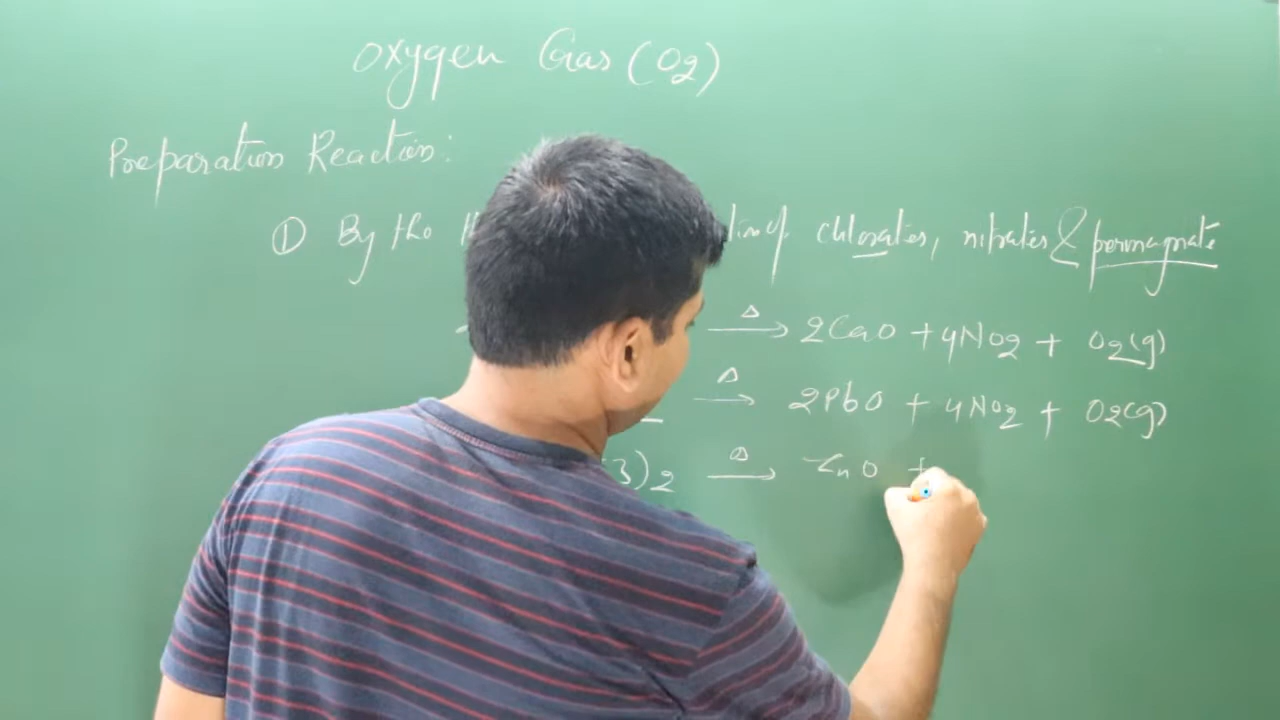 Oxygen Gas (O2)
Preparation Reaction:
① By the of chlorates, nitrates & permagnate
Δ→ 2CaO + 4NO2 + O2(g)
Δ→ 2PbO + 4NO2 + O2(g)
3)2 Δ→ ZnO +